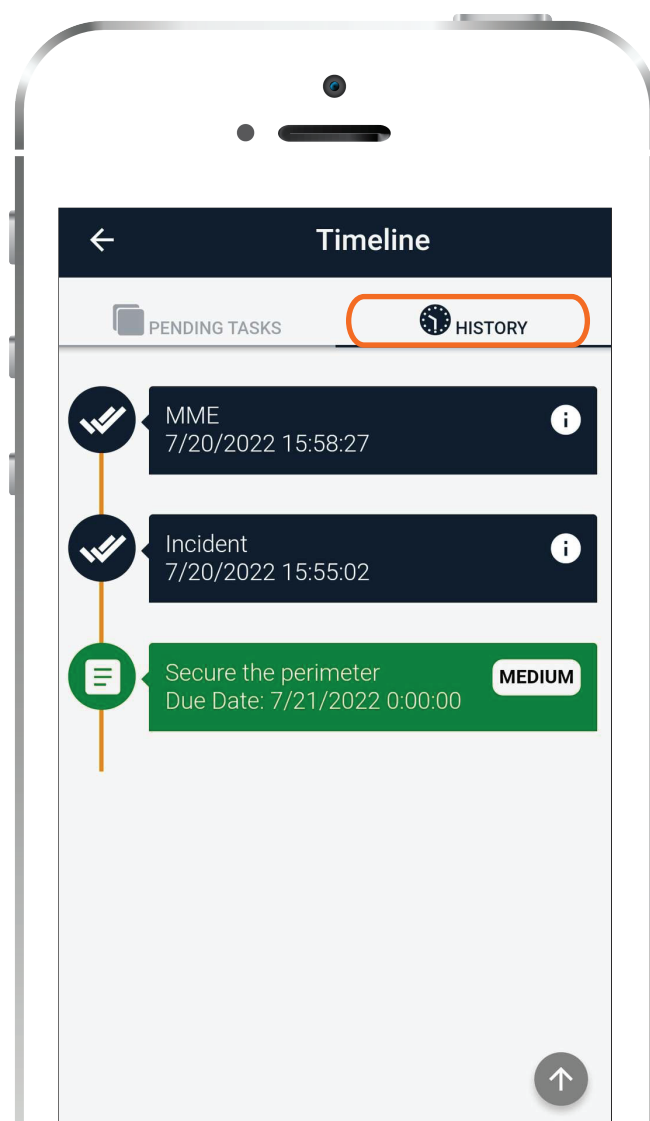 Timeline
PENDING TASKS
HISTORY
MME
7/20/2022 15:58:27
Incident
7/20/2022 15:55:02
Secure the perimeter
MEDIUM
Due Date: 7/21/2022 0:00:00